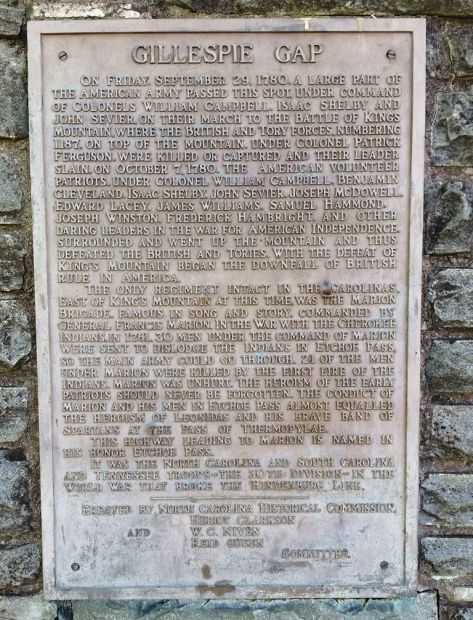 GILLESPIE GAP
ON FRIDAY, SEPTEMBER 29, 1780, A LARGE PART OF
THE AMERICAN ARMY PASSED THIS SPOT, UNDER COMMAND
OF COLONELS WILLIAM CAMPBELL, ISAAC SHELBY AND
JOHN SEVIER, ON THEIR MARCH TO THE BATTLE OF KING'S
MOUNTAIN, WHERE THE BRITISH AND TORY FORCES, NUMBERING
1187, ON TOP OF THE MOUNTAIN, UNDER COLONEL PATRICK
FERGUSON, WERE KILLED OR CAPTURED AND THEIR LEADER
SLAIN, ON OCTOBER 7, 1780. THE AMERICAN VOLUNTEER
PATRIOTS, UNDER COLONEL WILLIAM CAMPBELL, BENJAMIN
CLEVELAND, ISAAC SHELBY, JOHN SEVIER, JOSEPH MCDOWELL,
EDWARD LACEY, JAMES WILLIAMS, SAMUEL HAMMOND,
JOSEPH WINSTON, FREDERICK HAMBRIGHT, AND OTHER
DARING LEADERS IN THE WAR FOR AMERICAN INDEPENDENCE,
SURROUNDED AND WENT UP THE MOUNTAIN AND THUS
DEFEATED THE BRITISH AND TORIES. WITH THE DEFEAT OF
KING'S MOUNTAIN BEGAN THE DOWNFALL OF BRITISH
RULE IN AMERICA.
THE ONLY REGIMENT INTACT IN THE CAROLINAS,
EAST OF KING'S MOUNTAIN AT THIS TIME, WAS THE MARION
BRIGADE, FAMOUS IN SONG AND STORY, COMMANDED BY
GENERAL FRANCIS MARION. IN THE WAR WITH THE CHEROKEE
INDIANS, IN 1761, 30 MEN UNDER THE COMMAND OF MARION
WERE SENT TO DISLODGE THE INDIANS IN ETCHOE PASS,
SO THE MAIN ARMY COULD GO THROUGH. 21 OF THE MEN
UNDER MARION WERE KILLED BY THE FIRST FIRE OF THE
INDIANS. MARION WAS UNHURT. THE HEROISM OF THE EARLY
PATRIOTS SHOULD NEVER BE FORGOTTEN. THE CONDUCT OF
MARION AND HIS MEN IN ETCHOE PASS ALMOST EQUALLED
THE HEROISM OF LEONIDAS AND HIS BRAVE BAND OF
SPARTANS AT THE PASS OF THERMOPYLAE.
THIS HIGHWAY LEADING TO MARION IS NAMED IN
HIS HONOR ETCHOE PASS.
IT WAS THE NORTH CAROLINA AND SOUTH CAROLINA
AND TENNESSEE TROOPS—THE 30TH DIVISION—IN THE
WORLD WAR THAT BROKE THE HINDENBURG LINE.
ERECTED BY NORTH CAROLINA HISTORICAL COMMISSION,
HERIOT CLARKSON
AND W. C. NIVEN
REID QUEEN
COMMITTEE.